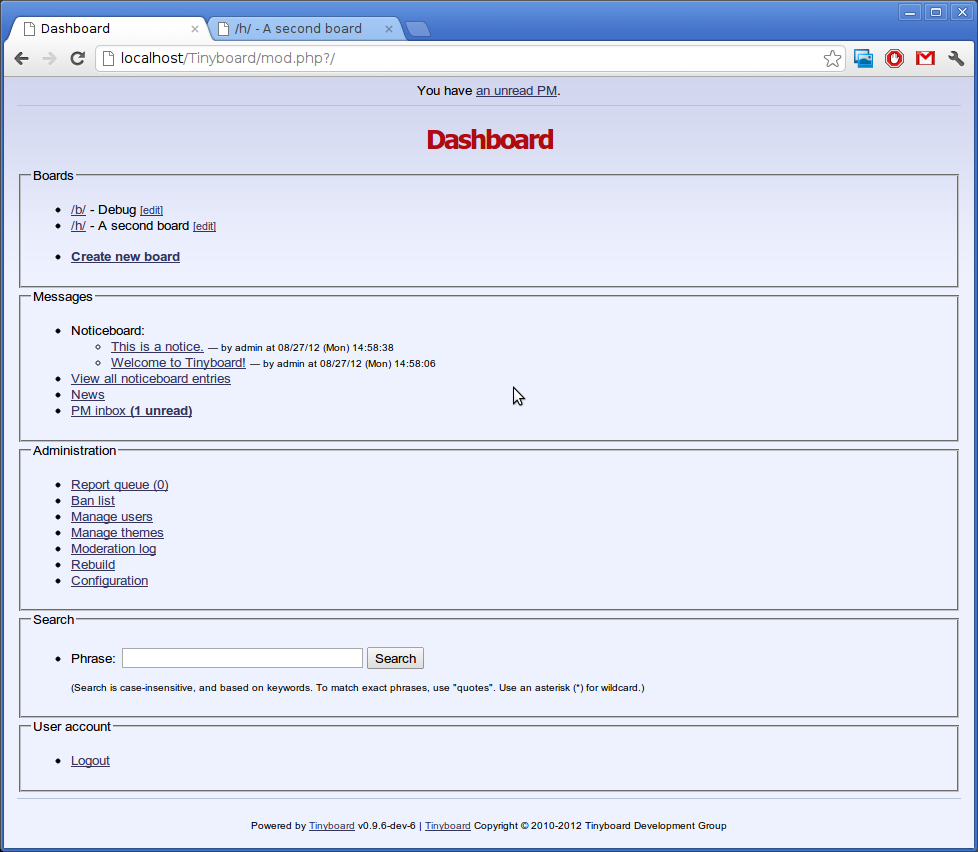 Dashboard
/h/ - A second board
localhost/Tinyboard/mod.php?/
You have an unread PM.
Dashboard
Boards
/b/ - Debug [edit]
/h/ - A second board [edit]
Create new board
Messages
Noticeboard:
This is a notice. — by admin at 08/27/12 (Mon) 14:58:38
Welcome to Tinyboard! — by admin at 08/27/12 (Mon) 14:58:06
View all noticeboard entries
News
PM inbox (1 unread)
Administration
Report queue (0)
Ban list
Manage users
Manage themes
Moderation log
Rebuild
Configuration
Search
Phrase: Search
(Search is case-insensitive, and based on keywords. To match exact phrases, use "quotes". Use an asterisk (*) for wildcard.)
User account
Logout
Powered by Tinyboard v0.9.6-dev-6 | Tinyboard Copyright © 2010-2012 Tinyboard Development Group